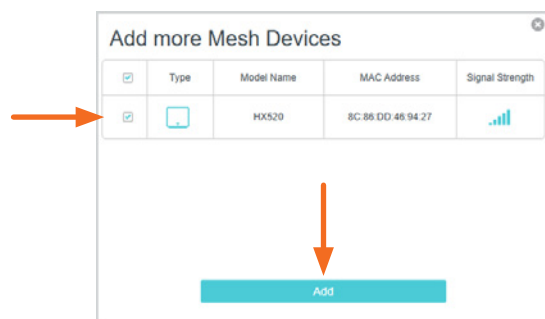 Add more Mesh Devices
Type Model Name MAC Address Signal Strength
HX520 8C:86:DD:46:94:27
Add